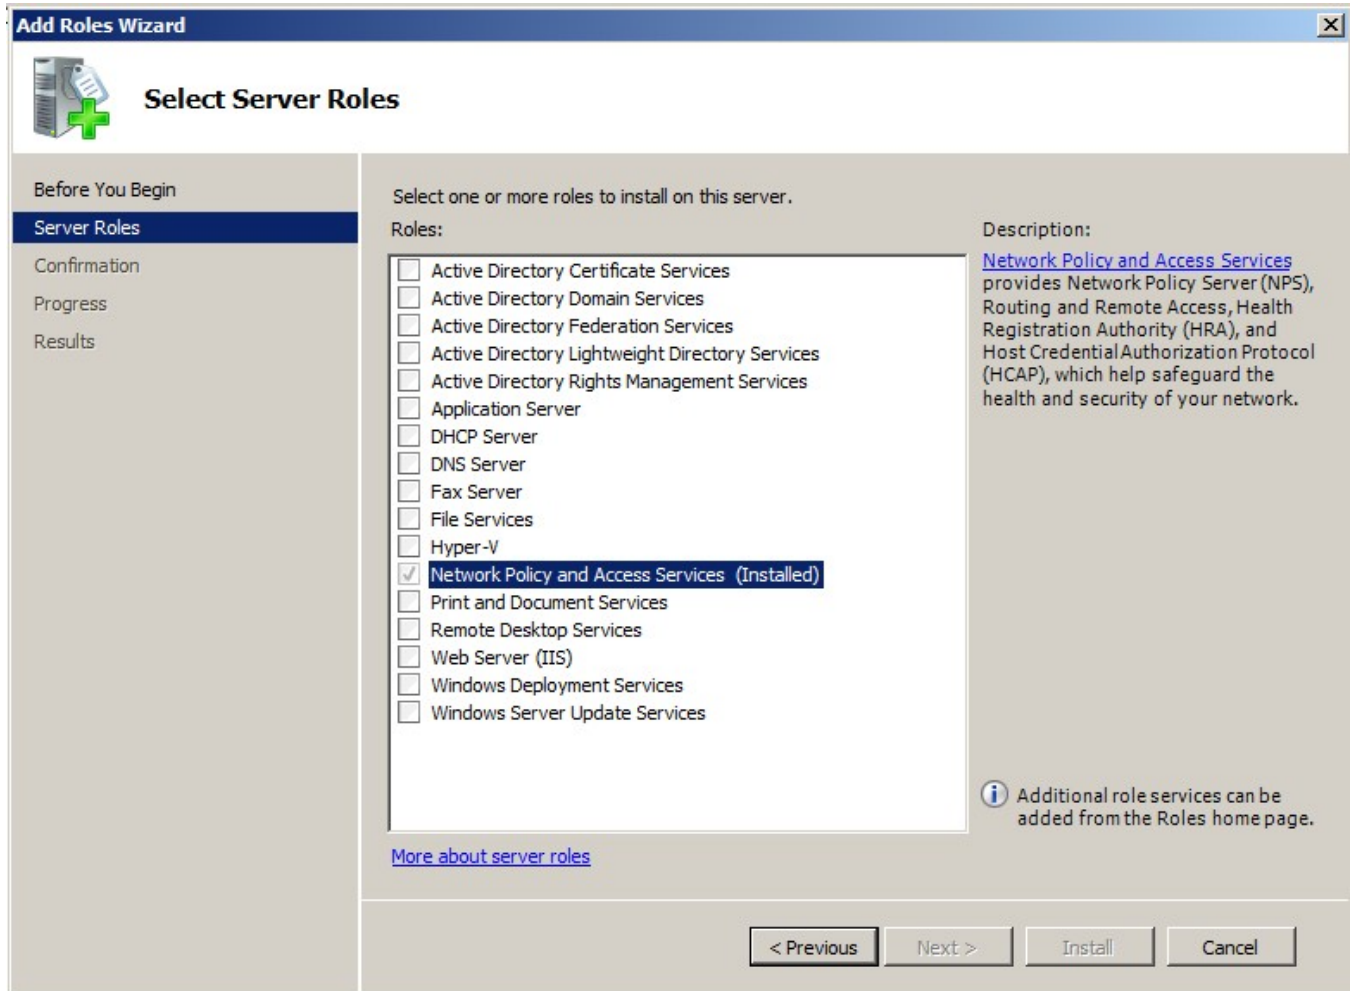 Add Roles Wizard
Select Server Roles
Before You Begin
Server Roles
Confirmation
Progress
Results
Select one or more roles to install on this server.
Roles:
Active Directory Certificate Services
Active Directory Domain Services
Active Directory Federation Services
Active Directory Lightweight Directory Services
Active Directory Rights Management Services
Application Server
DHCP Server
DNS Server
Fax Server
File Services
Hyper-V
Network Policy and Access Services (Installed)
Print and Document Services
Remote Desktop Services
Web Server (IIS)
Windows Deployment Services
Windows Server Update Services
More about server roles
Description:
Network Policy and Access Services
provides Network Policy Server (NPS),
Routing and Remote Access, Health
Registration Authority (HRA), and
Host Credential Authorization Protocol
(HCAP), which help safeguard the
health and security of your network.
Additional role services can be
added from the Roles home page.
< Previous
Next >
Install
Cancel